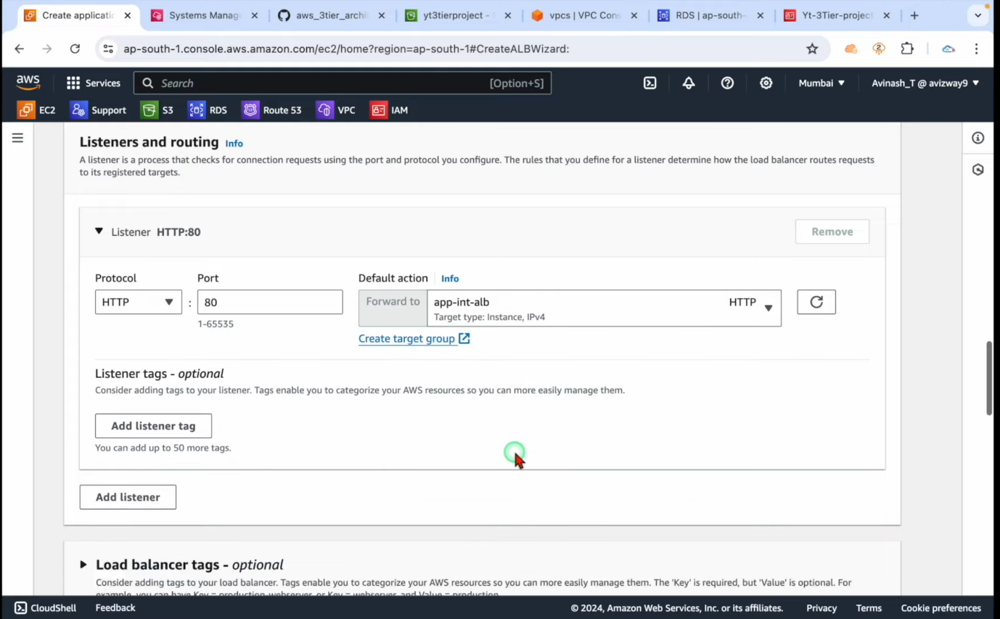 Create applicatio
Systems Manag
aws_3tier_archi
yt3tierproject - S
vpcs | VPC Cons
RDS | ap-south-
Yt-3Tier-project
ap-south-1.console.aws.amazon.com/ec2/home?region=ap-south-1#CreateALBWizard:
aws
Services
Search
[Option+S]
Mumbai ▼
Avinash_T @ avizway9 ▼
EC2
Support
S3
RDS
Route 53
VPC
IAM
Listeners and routing Info
A listener is a process that checks for connection requests using the port and protocol you configure. The rules that you define for a listener determine how the load balancer routes requests
to its registered targets.
Listener HTTP:80
Remove
Protocol
Port
Default action
Info
HTTP
:
80
Forward to
app-int-alb
HTTP
Target type: Instance, IPv4
1-65535
Create target group
Listener tags - optional
Consider adding tags to your listener. Tags enable you to categorize your AWS resources so you can more easily manage them.
Add listener tag
You can add up to 50 more tags.
Add listener
Load balancer tags - optional
Consider adding tags to your load balancer. Tags enable you to categorize your AWS resources so you can more easily manage them. The 'Key' is required, but 'Value' is optional. For
example, you can have Key = production-webserver, or Key = webserver, and Value = production.
CloudShell
Feedback
© 2024, Amazon Web Services, Inc. or its affiliates.
Privacy
Terms
Cookie preferences